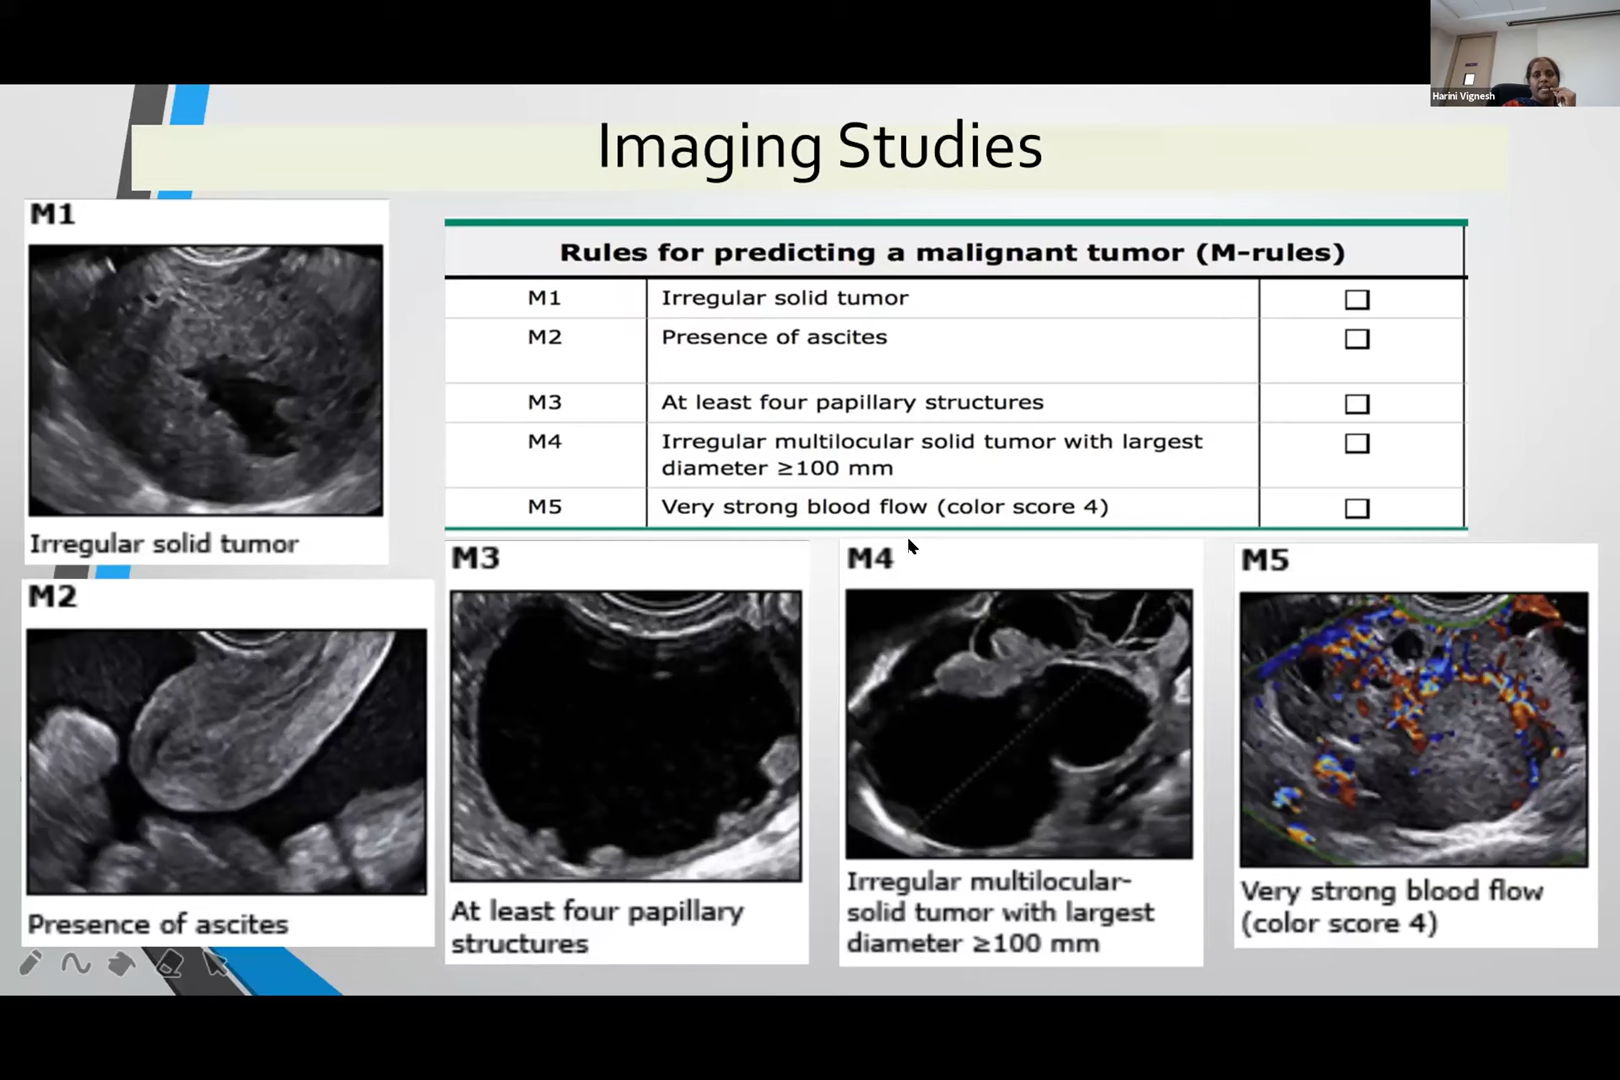 Harini Vignesh
Imaging Studies
M1
Irregular solid tumor
M2
Presence of ascites
Rules for predicting a malignant tumor (M-rules)
M1 Irregular solid tumor
M2 Presence of ascites
M3 At least four papillary structures
M4 Irregular multilocular solid tumor with largest
diameter ≥100 mm
M5 Very strong blood flow (color score 4)
M3
At least four papillary
structures
M4
Irregular multilocular-
solid tumor with largest
diameter ≥100 mm
M5
Very strong blood flow
(color score 4)